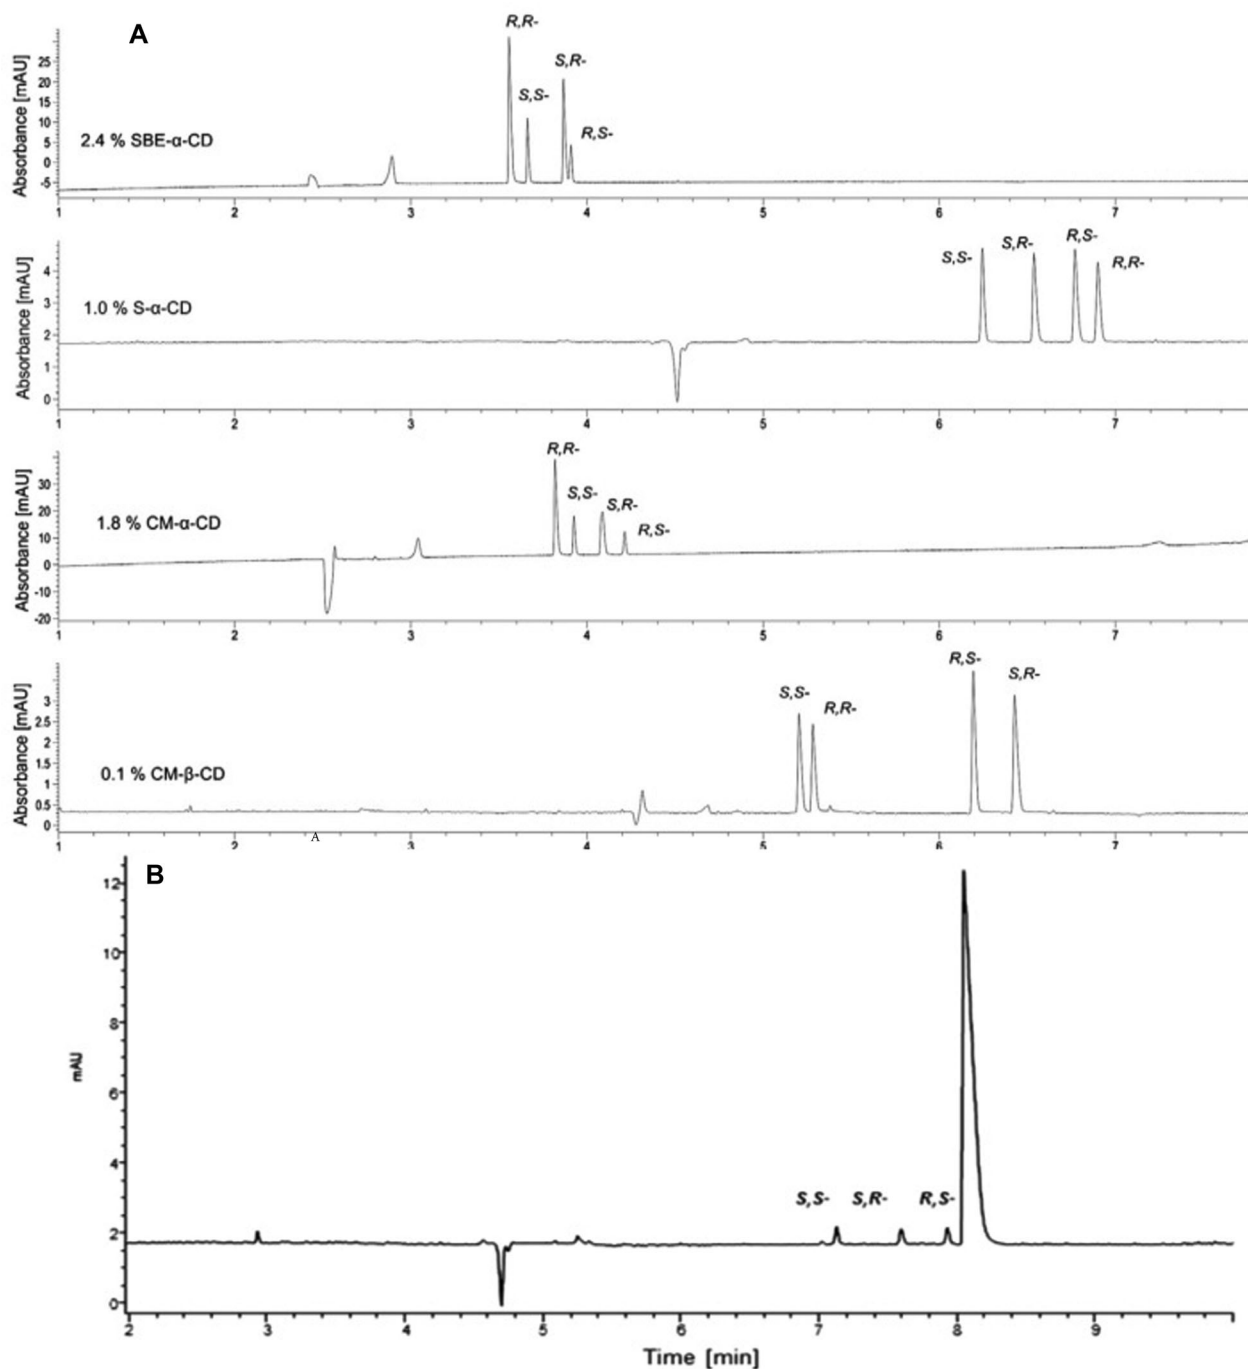 A
R,R-
S,S-
S,R-
R,S-
2.4 % SBE-α-CD
Absorbance [mAU]
25
20
15
10
5
0
-5
1 2 3 4 5 6 7
S,S-
S,R-
R,S-
R,R-
1.0 % S-α-CD
Absorbance [mAU]
4
3
2
1
0
1 2 3 4 5 6 7
R,R-
S,S-
S,R-
R,S-
1.8 % CM-α-CD
Absorbance [mAU]
30
20
10
0
-10
-20
1 2 3 4 5 6 7
R,S-
S,R-
S,S-
R,R-
0.1 % CM-β-CD
Absorbance [mAU]
3
2.5
2
1.5
1
0.5
0
1 2 3 4 5 6 7
A
B
mAU
12
10
8
6
4
2
0
S,S- S,R- R,S-
2 3 4 5 6 7 8 9
Time [min]